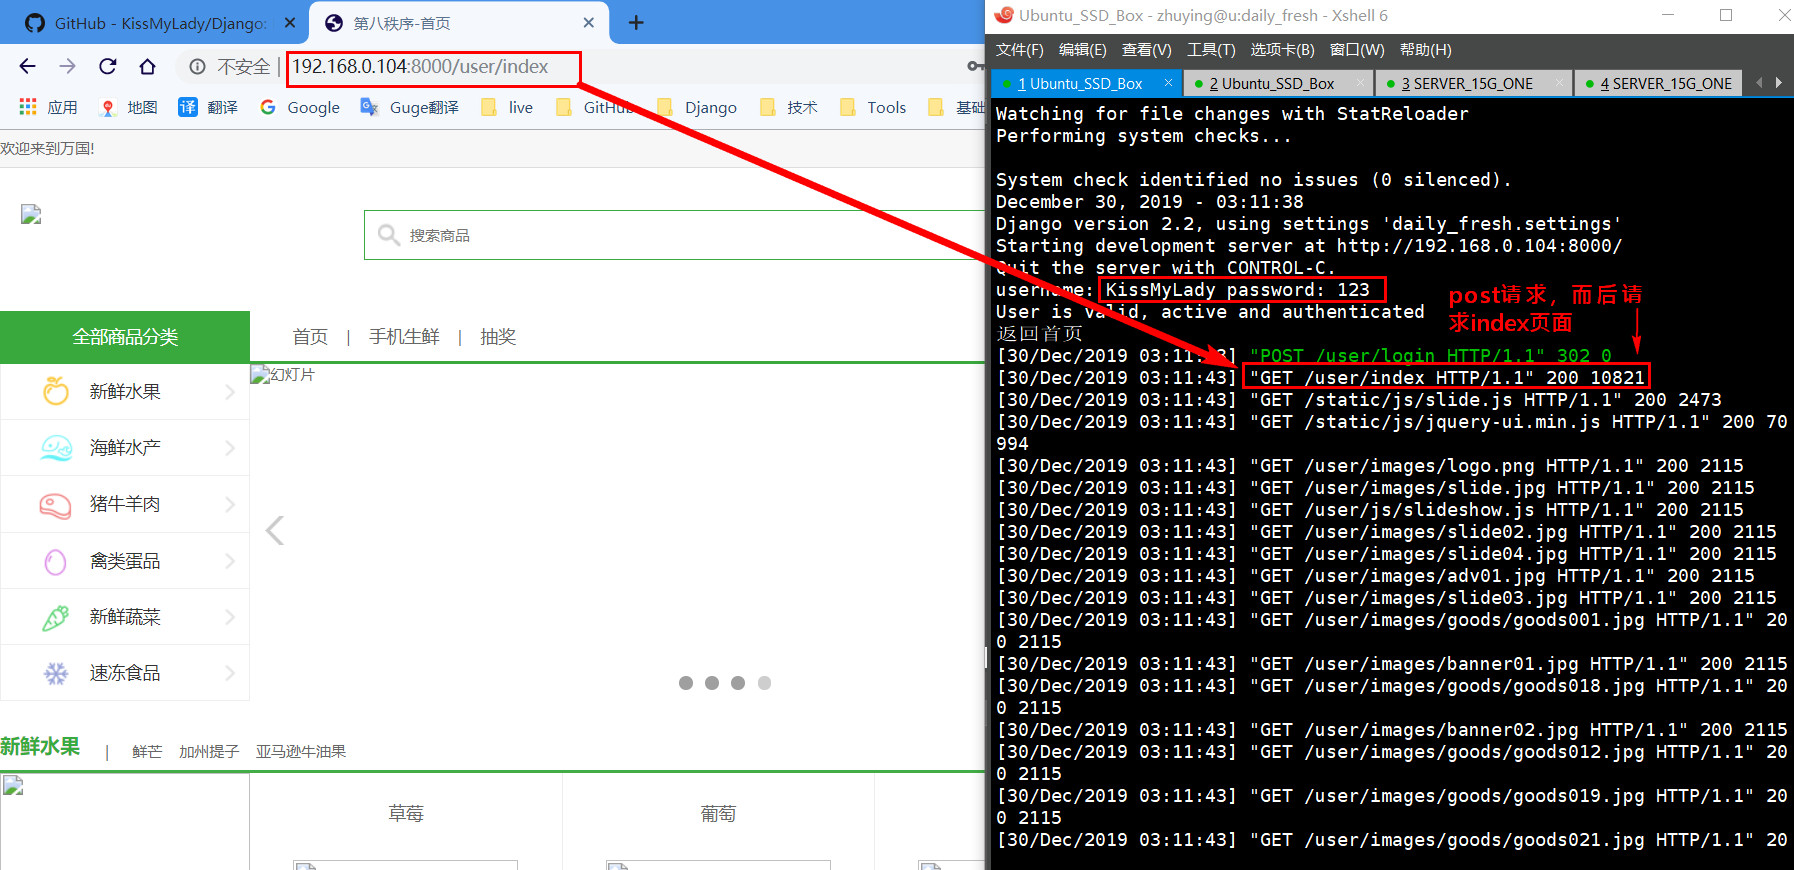 GitHub - KissMyLady/Django:
第八秩序-首页
不安全 | 192.168.0.104:8000/user/index
应用 地图 译 翻译 Google Guge翻译 live GitHub Django 技术 Tools 基础
欢迎来到万国!
搜索商品
全部商品分类 首页 | 手机生鲜 | 抽奖
幻灯片
新鲜水果
海鲜水产
猪牛羊肉
禽类蛋品
新鲜蔬菜
速冻食品
新鲜水果 | 鲜芒 加州提子 亚马逊牛油果
草莓 葡萄
Ubuntu_SSD_Box - zhuying@u:daily_fresh - Xshell 6
文件(F) 编辑(E) 查看(V) 工具(T) 选项卡(B) 窗口(W) 帮助(H)
1 Ubuntu_SSD_Box 2 Ubuntu_SSD_Box 3 SERVER_15G_ONE 4 SERVER_15G_ONE
Watching for file changes with StatReloader
Performing system checks...
System check identified no issues (0 silenced).
December 30, 2019 - 03:11:38
Django version 2.2, using settings 'daily_fresh.settings'
Starting development server at http://192.168.0.104:8000/
Quit the server with CONTROL-C.
username: KissMyLady password: 123
User is valid, active and authenticated
返回首页
post请求，而后请
求index页面
[30/Dec/2019 03:11:43] "POST /user/login HTTP/1.1" 302 0
[30/Dec/2019 03:11:43] "GET /user/index HTTP/1.1" 200 10821
[30/Dec/2019 03:11:43] "GET /static/js/slide.js HTTP/1.1" 200 2473
[30/Dec/2019 03:11:43] "GET /static/js/jquery-ui.min.js HTTP/1.1" 200 70
994
[30/Dec/2019 03:11:43] "GET /user/images/logo.png HTTP/1.1" 200 2115
[30/Dec/2019 03:11:43] "GET /user/images/slide.jpg HTTP/1.1" 200 2115
[30/Dec/2019 03:11:43] "GET /user/js/slideshow.js HTTP/1.1" 200 2115
[30/Dec/2019 03:11:43] "GET /user/images/slide02.jpg HTTP/1.1" 200 2115
[30/Dec/2019 03:11:43] "GET /user/images/slide04.jpg HTTP/1.1" 200 2115
[30/Dec/2019 03:11:43] "GET /user/images/adv01.jpg HTTP/1.1" 200 2115
[30/Dec/2019 03:11:43] "GET /user/images/slide03.jpg HTTP/1.1" 200 2115
[30/Dec/2019 03:11:43] "GET /user/images/goods/goods001.jpg HTTP/1.1" 20
0 2115
[30/Dec/2019 03:11:43] "GET /user/images/banner01.jpg HTTP/1.1" 200 2115
[30/Dec/2019 03:11:43] "GET /user/images/goods/goods018.jpg HTTP/1.1" 20
0 2115
[30/Dec/2019 03:11:43] "GET /user/images/banner02.jpg HTTP/1.1" 200 2115
[30/Dec/2019 03:11:43] "GET /user/images/goods/goods012.jpg HTTP/1.1" 20
0 2115
[30/Dec/2019 03:11:43] "GET /user/images/goods/goods019.jpg HTTP/1.1" 20
0 2115
[30/Dec/2019 03:11:43] "GET /user/images/goods/goods021.jpg HTTP/1.1" 20